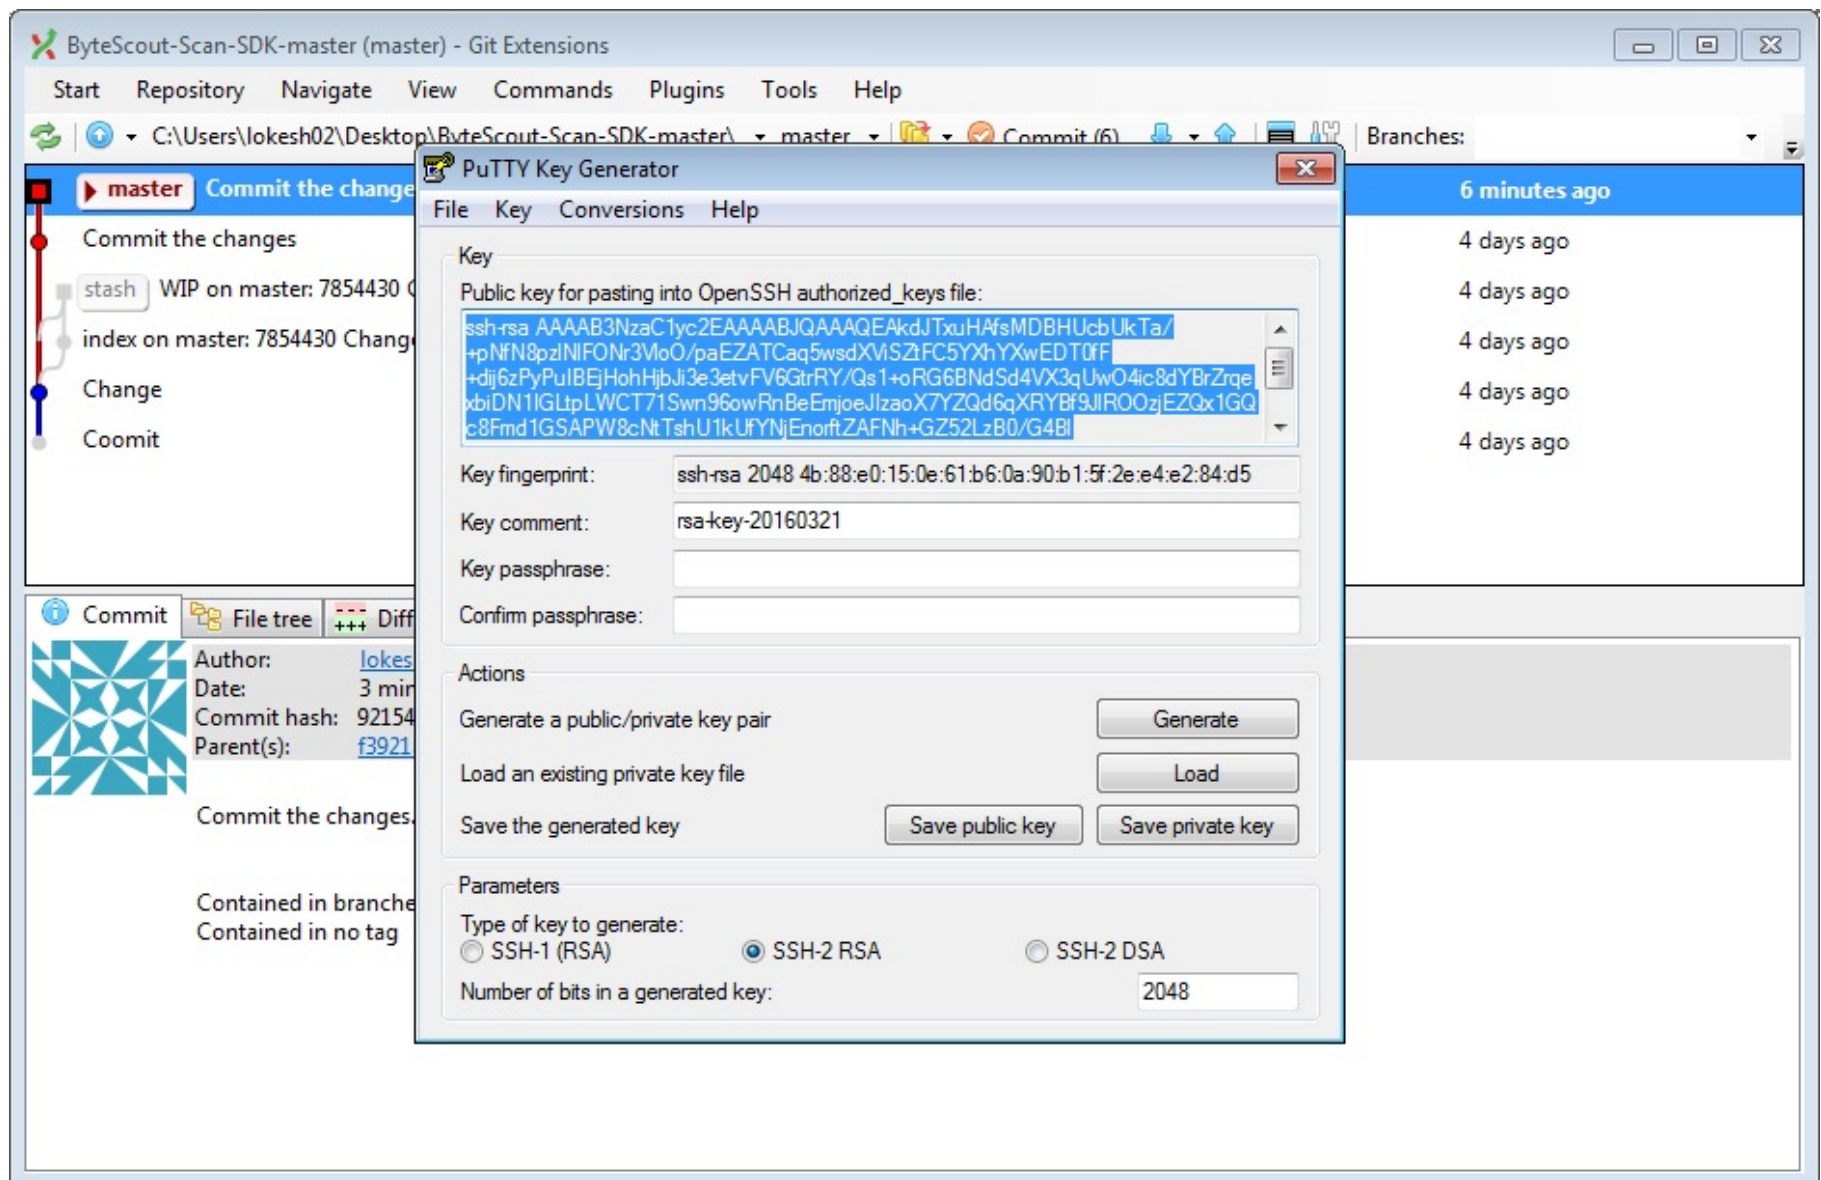 ByteScout-Scan-SDK-master (master) - Git Extensions
Start Repository Navigate View Commands Plugins Tools Help
C:\Users\lokesh02\Desktop\ByteScout-Scan-SDK-master\ master Commit (6) Branches:
master Commit the change 6 minutes ago
Commit the changes 4 days ago
stash WIP on master: 7854430 4 days ago
index on master: 7854430 Chang 4 days ago
Change 4 days ago
Coomit 4 days ago
PuTTY Key Generator
File Key Conversions Help
Key
Public key for pasting into OpenSSH authorized_keys file:
ssh-rsa
Key fingerprint: ssh-rsa 2048 4b:88:e0:15:0e:61:b6:0a:90:b1:5f:2e:e4:e2:84:d5
Key comment: rsa-key-20160321
Key passphrase:
Confirm passphrase:
Actions
Generate a public/private key pair Generate
Load an existing private key file Load
Save the generated key Save public key Save private key
Parameters
Type of key to generate:
SSH-1 (RSA) SSH-2 RSA SSH-2 DSA
Number of bits in a generated key: 2048
Commit File tree Diff
Author: lokes
Date: 3 min
Commit hash: 92154
Parent(s): f3921
Commit the changes.
Contained in branche
Contained in no tag